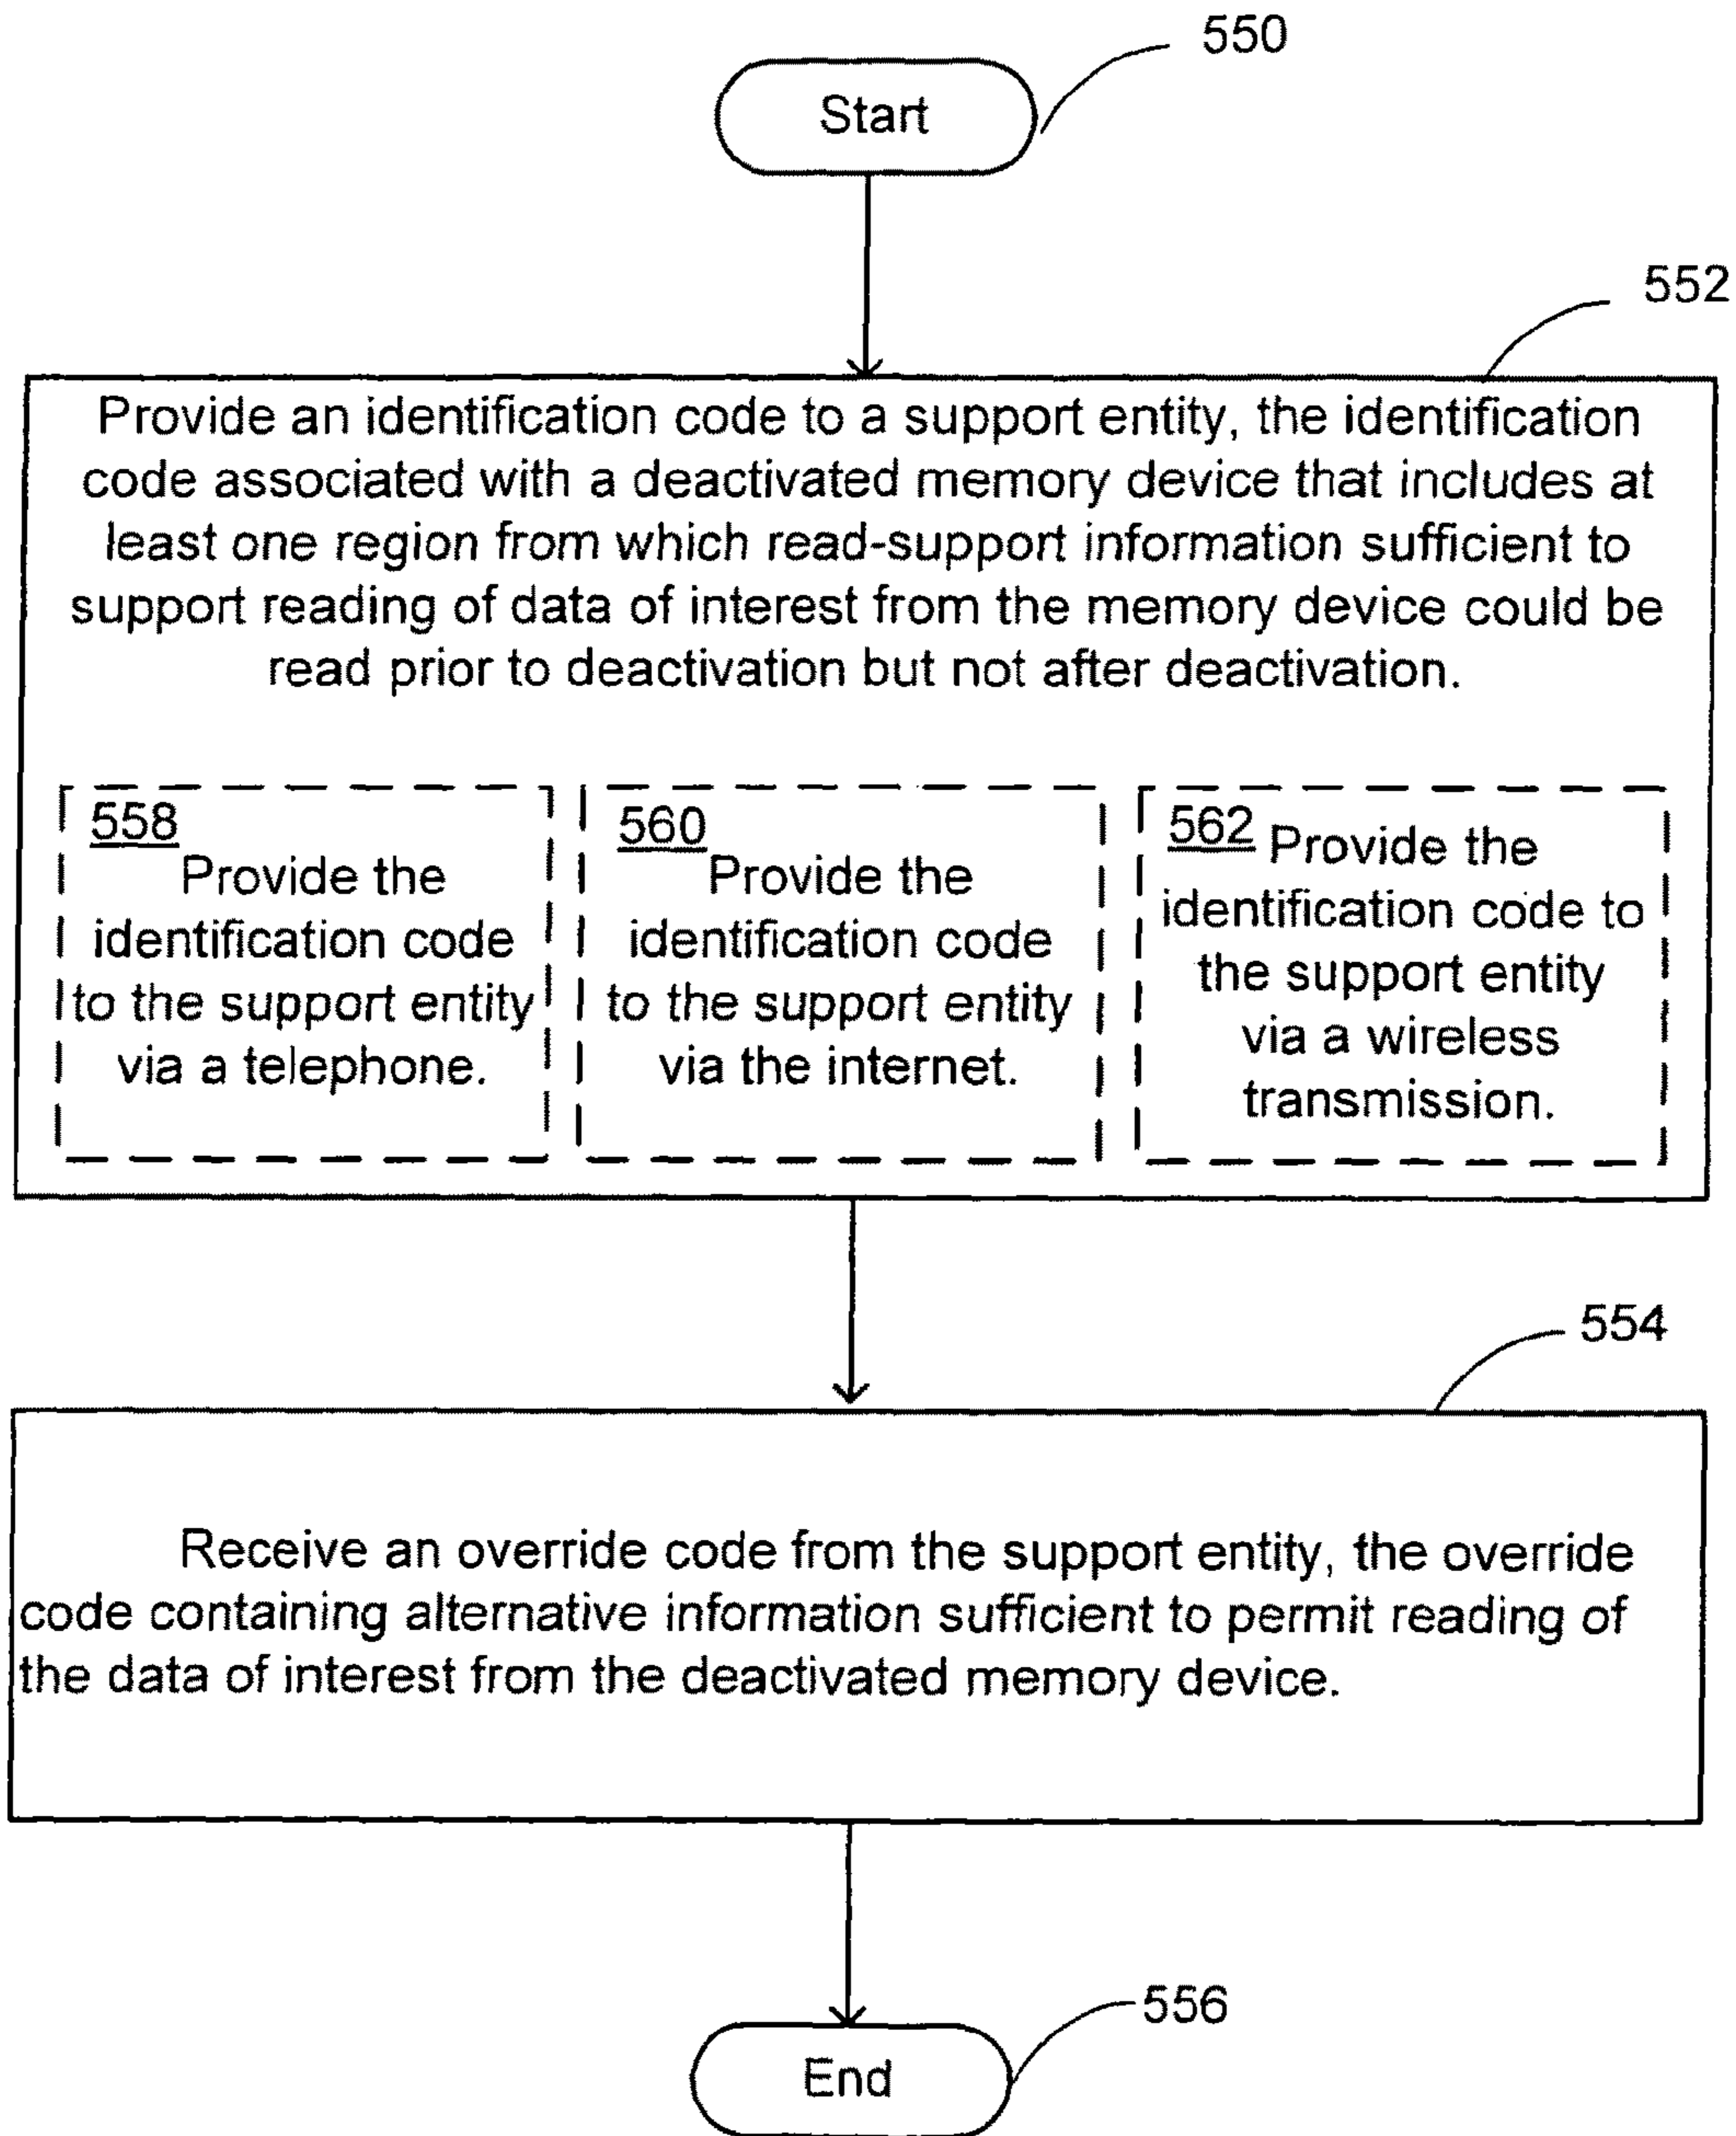 550
Start
552
Provide an identification code to a support entity, the identification
code associated with a deactivated memory device that includes at
least one region from which read-support information sufficient to
support reading of data of interest from the memory device could be
read prior to deactivation but not after deactivation.
558
Provide the
identification code
to the support entity
via a telephone.
560
Provide the
identification code
to the support entity
via the internet.
562 Provide the
identification code to
the support entity
via a wireless
transmission.
554
Receive an override code from the support entity, the override
code containing alternative information sufficient to permit reading of
the data of interest from the deactivated memory device.
556
End